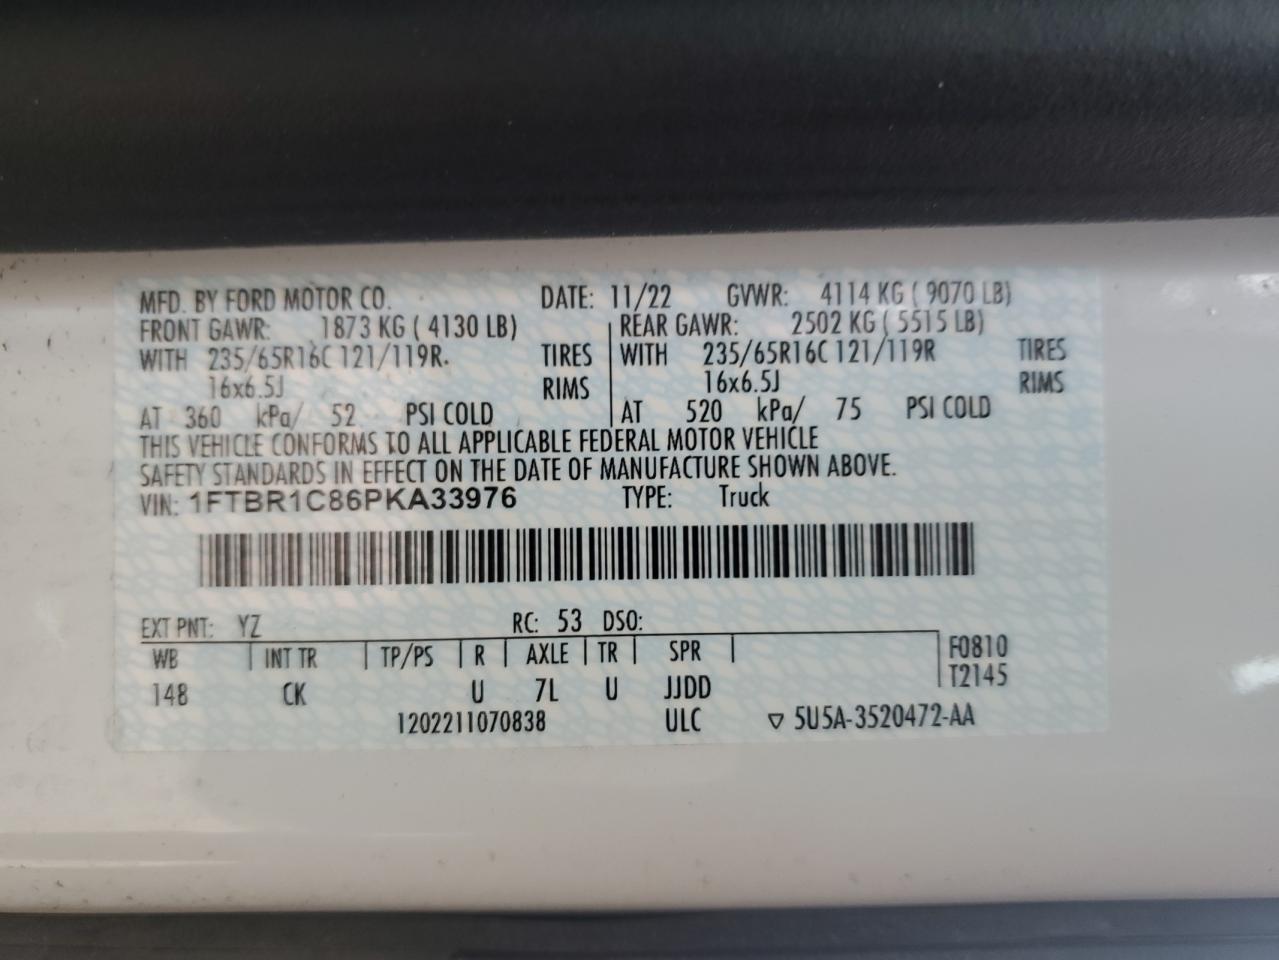 MFD. BY FORD MOTOR CO. DATE: 11/22 GVWR: 4114 KG ( 9070 LB)
FRONT GAWR: 1873 KG ( 4130 LB) REAR GAWR: 2502 KG ( 5515 LB)
WITH 235/65R16C 121/119R. TIRES WITH 235/65R16C 121/119R TIRES
16x6.5J RIMS 16x6.5J RIMS
AT 360 kPa/ 52 PSI COLD AT 520 kPa/ 75 PSI COLD
THIS VEHICLE CONFORMS TO ALL APPLICABLE FEDERAL MOTOR VEHICLE
SAFETY STANDARDS IN EFFECT ON THE DATE OF MANUFACTURE SHOWN ABOVE.
VIN: 1FTBR1C86PKA33976 TYPE: Truck
EXT PNT: YZ RC: 53 DSO:
WB INT TR TP/PS R AXLE TR SPR F0810
148 CK U 7L U JJDD T2145
1202211070838 ULC ▽ 5U5A-3520472-AA